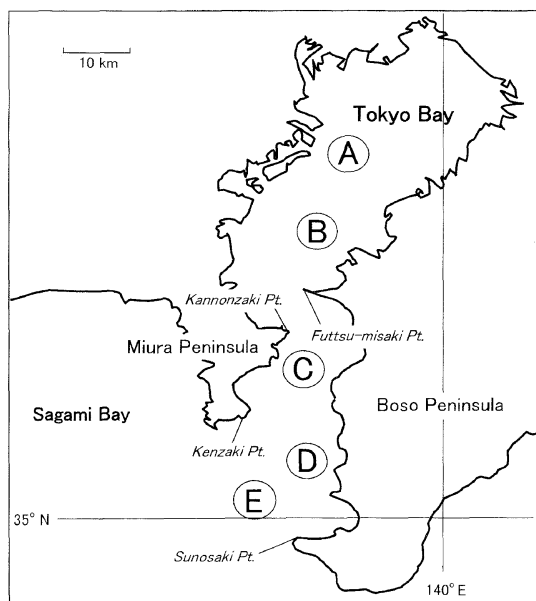 10 km
Tokyo Bay
A
B
Kannonzaki Pt.
Futtsu-misaki Pt.
Miura Peninsula
C
Boso Peninsula
Sagami Bay
Kenzaki Pt.
D
E
35° N
Sunosaki Pt.
140° E